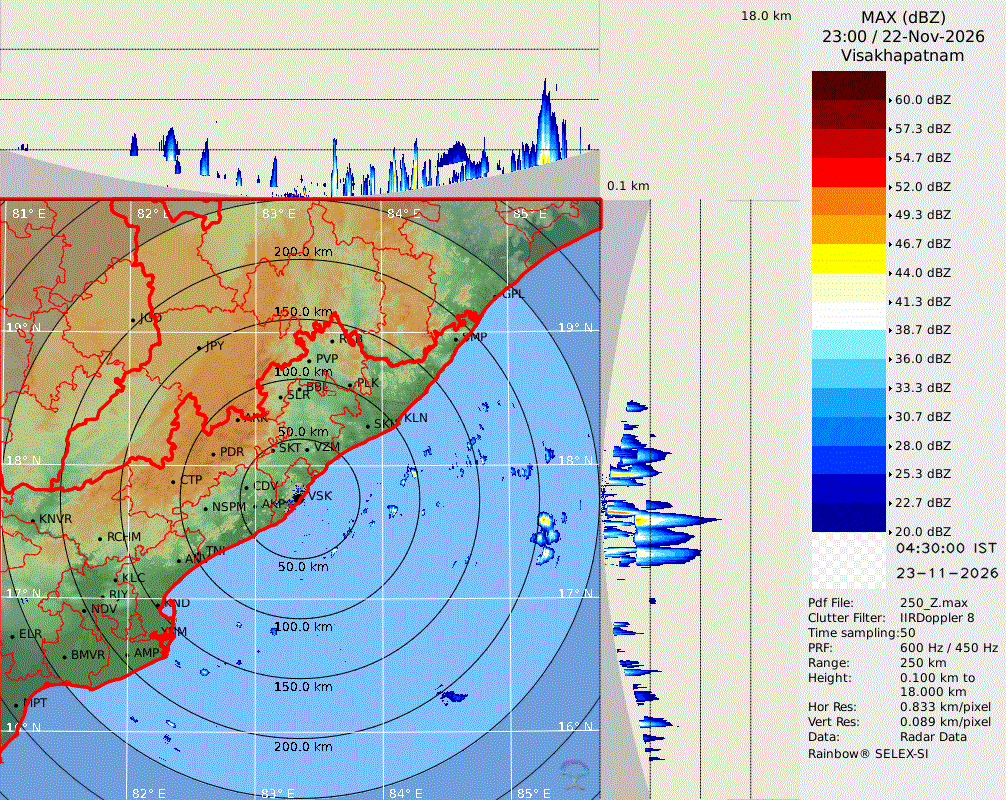 18.0 km
MAX (dBZ)
23:00 / 22-Nov-2026
Visakhapatnam
60.0 dBZ
57.3 dBZ
54.7 dBZ
52.0 dBZ
49.3 dBZ
46.7 dBZ
44.0 dBZ
41.3 dBZ
38.7 dBZ
36.0 dBZ
33.3 dBZ
30.7 dBZ
28.0 dBZ
25.3 dBZ
22.7 dBZ
20.0 dBZ
04:30:00 IST
23-11-2026
Pdf File: 250_Z.max
Clutter Filter: IIRDoppler 8
Time sampling:50
PRF: 600 Hz / 450 Hz
Range: 250 km
Height: 0.100 km to
18.000 km
Hor Res: 0.833 km/pixel
Vert Res: 0.089 km/pixel
Data: Radar Data
Rainbow® SELEX-SI
0.1 km
81° E 82° E 83° E 84° E 85° E
200.0 km
GPL
150.0 km
JGD
19° N 19° N
JPY
SMP
PVP
100.0 km
BBL PLK
SLR
KLN
50.0 km
SKT VZM
PDR
18° N 18° N
CTP
CDV
VSK
NSPM
KNVR
RCHM
TNI
50.0 km
KLC
RJY
17° N 17° N
NDV KND
100.0 km
ELR
BMVR AMP
150.0 km
MPT
16° N 16° N
200.0 km
82° E 83° E 84° E 85° E